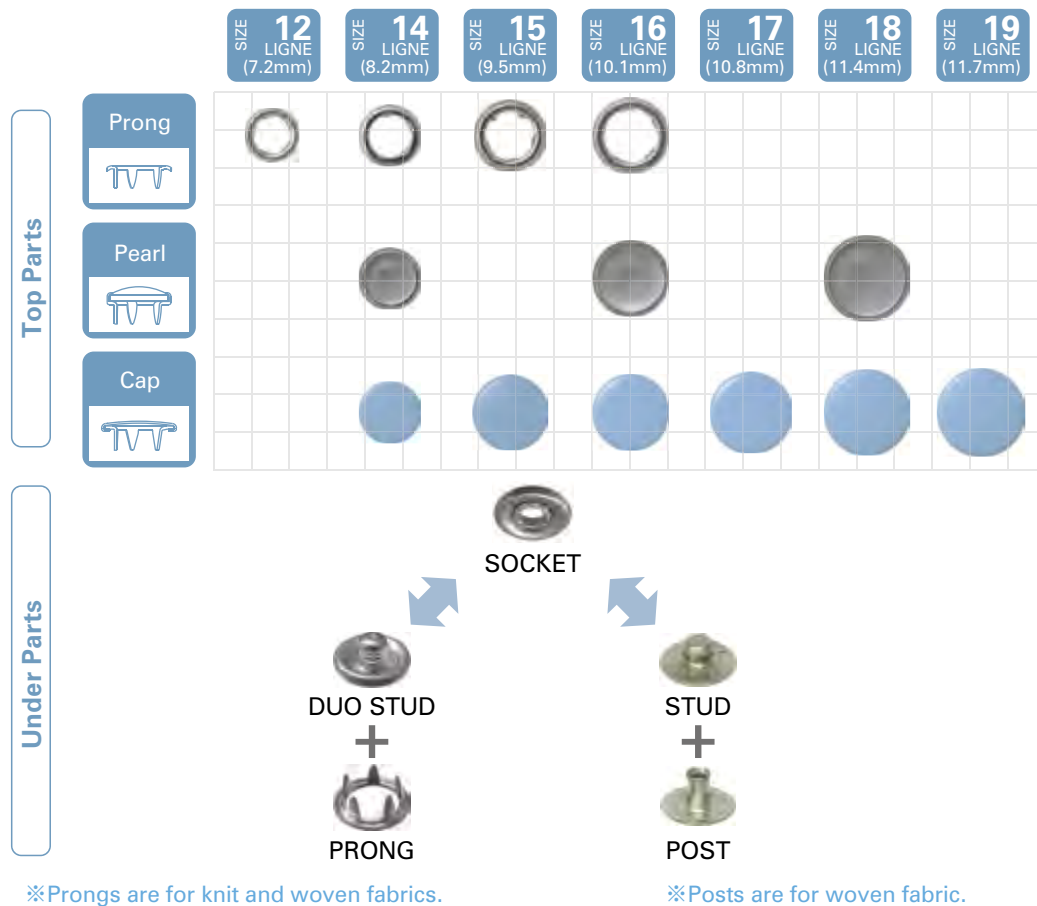 SIZE 12 LIGNE (7.2mm)
SIZE 14 LIGNE (8.2mm)
SIZE 15 LIGNE (9.5mm)
SIZE 16 LIGNE (10.1mm)
SIZE 17 LIGNE (10.8mm)
SIZE 18 LIGNE (11.4mm)
SIZE 19 LIGNE (11.7mm)
Top Parts
Prong
Pearl
Cap
Under Parts
SOCKET
DUO STUD
STUD
+
+
PRONG
POST
※Prongs are for knit and woven fabrics.
※Posts are for woven fabric.